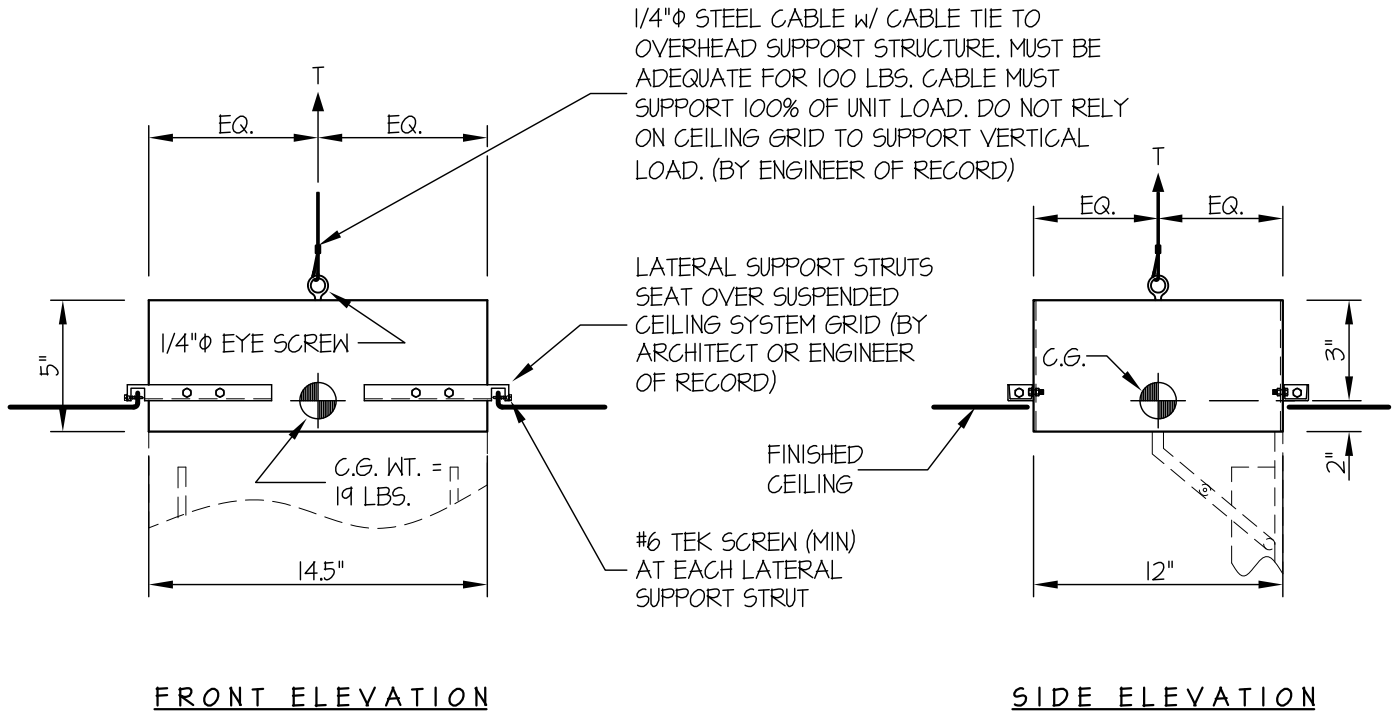 1/4"Φ STEEL CABLE w/ CABLE TIE TO
OVERHEAD SUPPORT STRUCTURE. MUST BE
ADEQUATE FOR 100 LBS. CABLE MUST
SUPPORT 100% OF UNIT LOAD. DO NOT RELY
ON CEILING GRID TO SUPPORT VERTICAL
LOAD. (BY ENGINEER OF RECORD)
T
EQ.
EQ.
LATERAL SUPPORT STRUTS
SEAT OVER SUSPENDED
CEILING SYSTEM GRID (BY
ARCHITECT OR ENGINEER
OF RECORD)
1/4"Φ EYE SCREW
5"
C.G. WT. =
19 LBS.
#6 TEK SCREW (MIN)
AT EACH LATERAL
SUPPORT STRUT
14.5"
FRONT ELEVATION
T
EQ.
EQ.
C.G.
3"
2"
FINISHED
CEILING
12"
SIDE ELEVATION